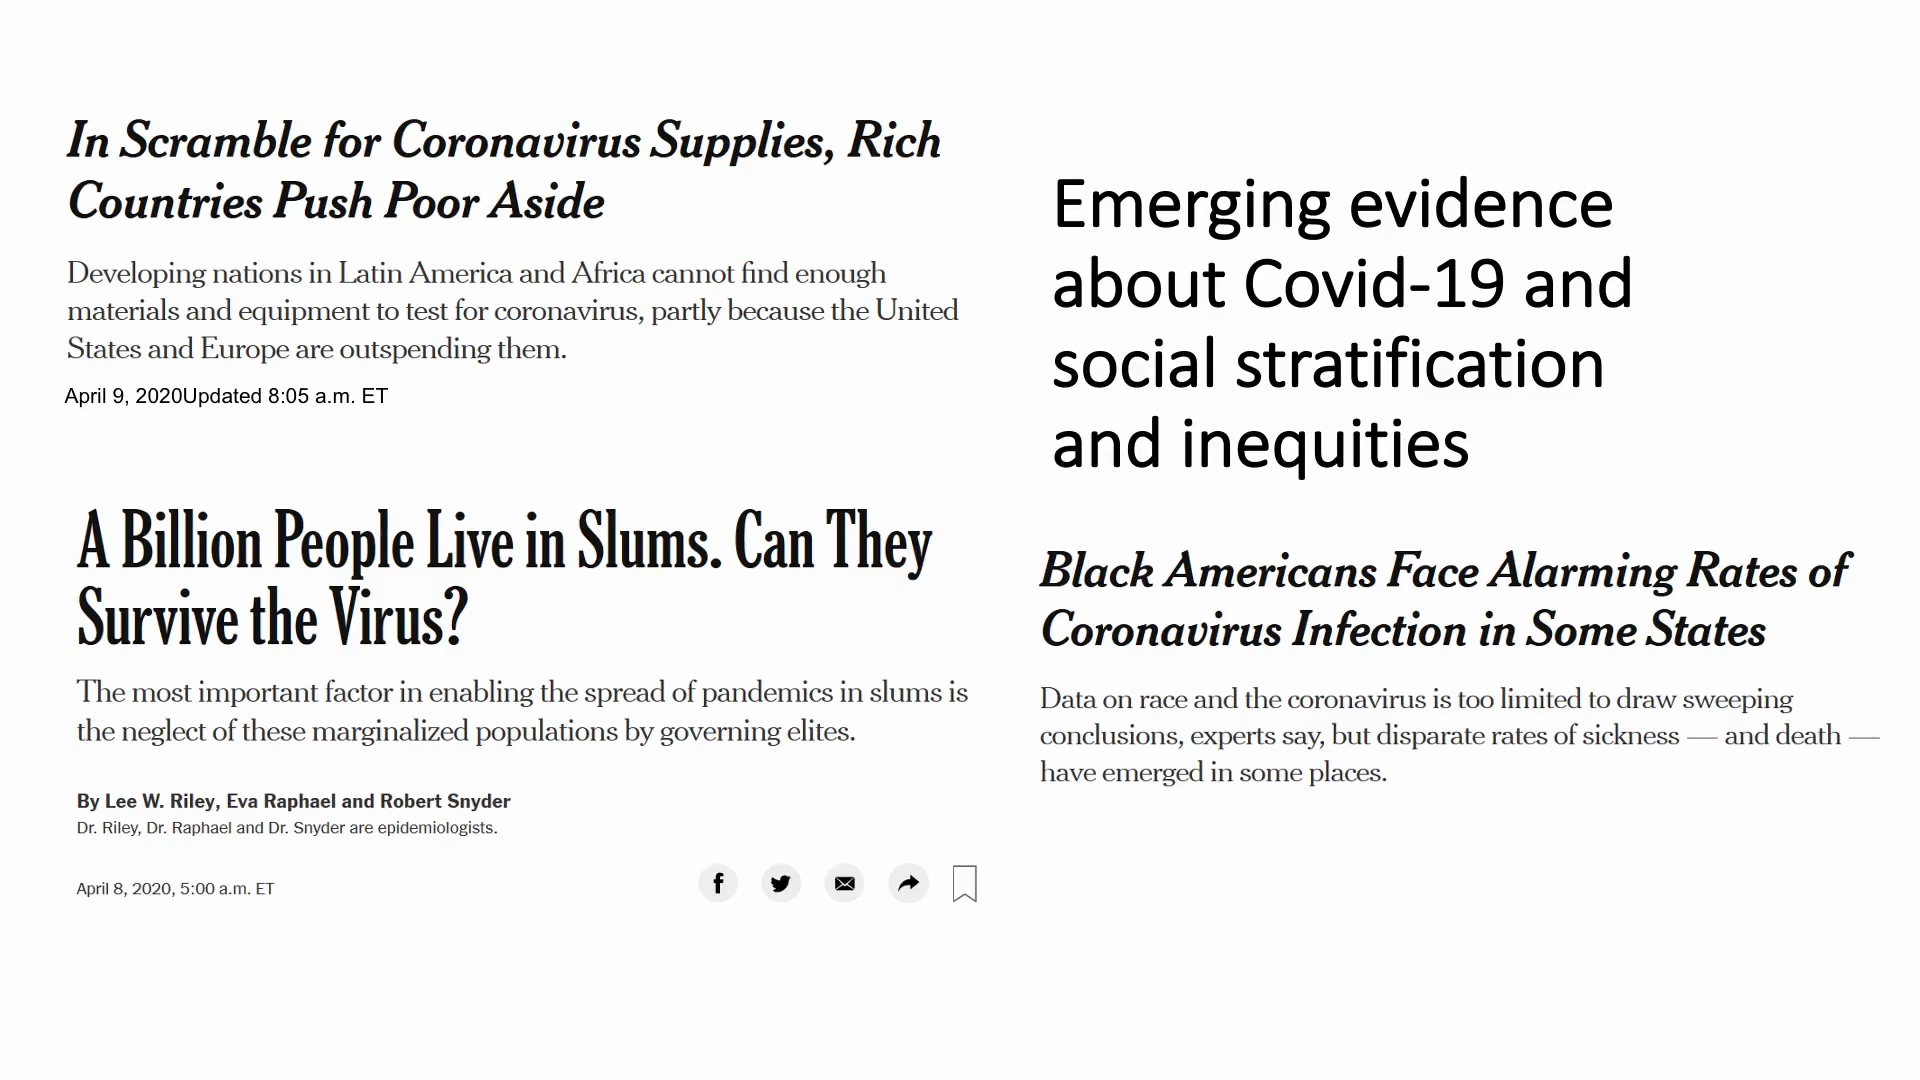 In Scramble for Coronavirus Supplies, Rich
Countries Push Poor Aside
Developing nations in Latin America and Africa cannot find enough
materials and equipment to test for coronavirus, partly because the United
States and Europe are outspending them.
April 9, 2020Updated 8:05 a.m. ET
A Billion People Live in Slums. Can They
Survive the Virus?
The most important factor in enabling the spread of pandemics in slums is
the neglect of these marginalized populations by governing elites.
By Lee W. Riley, Eva Raphael and Robert Snyder
Dr. Riley, Dr. Raphael and Dr. Snyder are epidemiologists.
April 8, 2020, 5:00 a.m. ET
Emerging evidence
about Covid-19 and
social stratification
and inequities
Black Americans Face Alarming Rates of
Coronavirus Infection in Some States
Data on race and the coronavirus is too limited to draw sweeping
conclusions, experts say, but disparate rates of sickness — and death —
have emerged in some places.